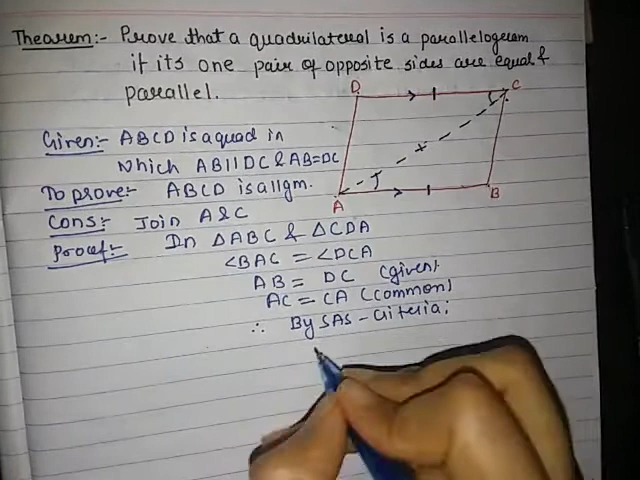 Theorem:- Prove that a quadrilateral is a parallelogram
if its one pair of opposite sides are equal &
parallel.
D
C
Given:- ABCD is a quad in
which AB || DC & AB = DC
To prove:- ABCD is a ||gm.
A
B
Cons:- Join A & C
Proof:- In ΔABC & ΔCDA
∠BAC = ∠DCA
AB = DC (given)
AC = CA (common)
∴ By SAS - Criteria;